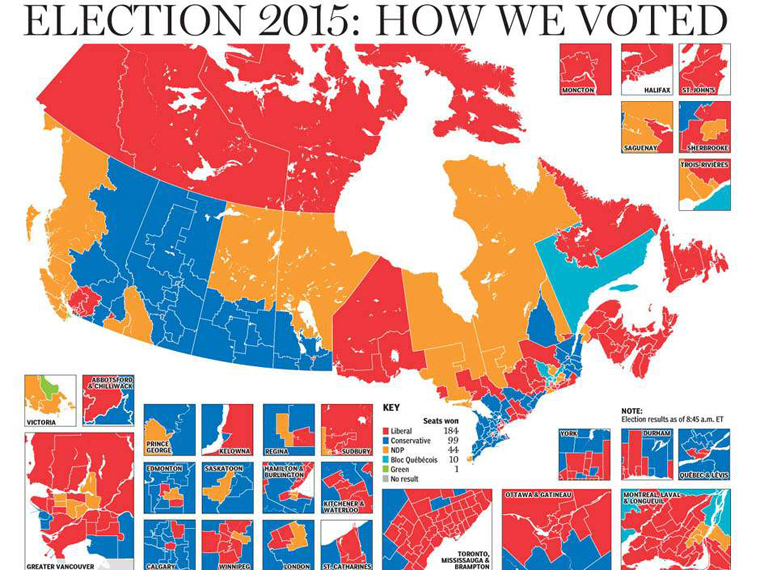 ELECTION 2015: HOW WE VOTED
MONCTON
HALIFAX
ST. JOHN'S
SAGUENAY
SHERBROOKE
TROIS-RIVIÈRES
VICTORIA
ABBOTSFORD
& CHILLIWACK
PRINCE
GEORGE
KELOWNA
REGINA
SUDBURY
KEY
Seats won
Liberal 184
Conservative 99
NDP 44
Bloc Québécois 10
Green 1
No result
NOTE:
Election results as of 8:45 a.m. ET
YORK
DURHAM
QUÉBEC & LÉVIS
EDMONTON
SASKATOON
HAMILTON &
BURLINGTON
KITCHENER &
WATERLOO
GREATER VANCOUVER
CALGARY
WINNIPEG
LONDON
ST. CATHARINES
TORONTO,
MISSISSAUGA &
BRAMPTON
OTTAWA & GATINEAU
MONTRÉAL, LAVAL
& LONGUEUIL